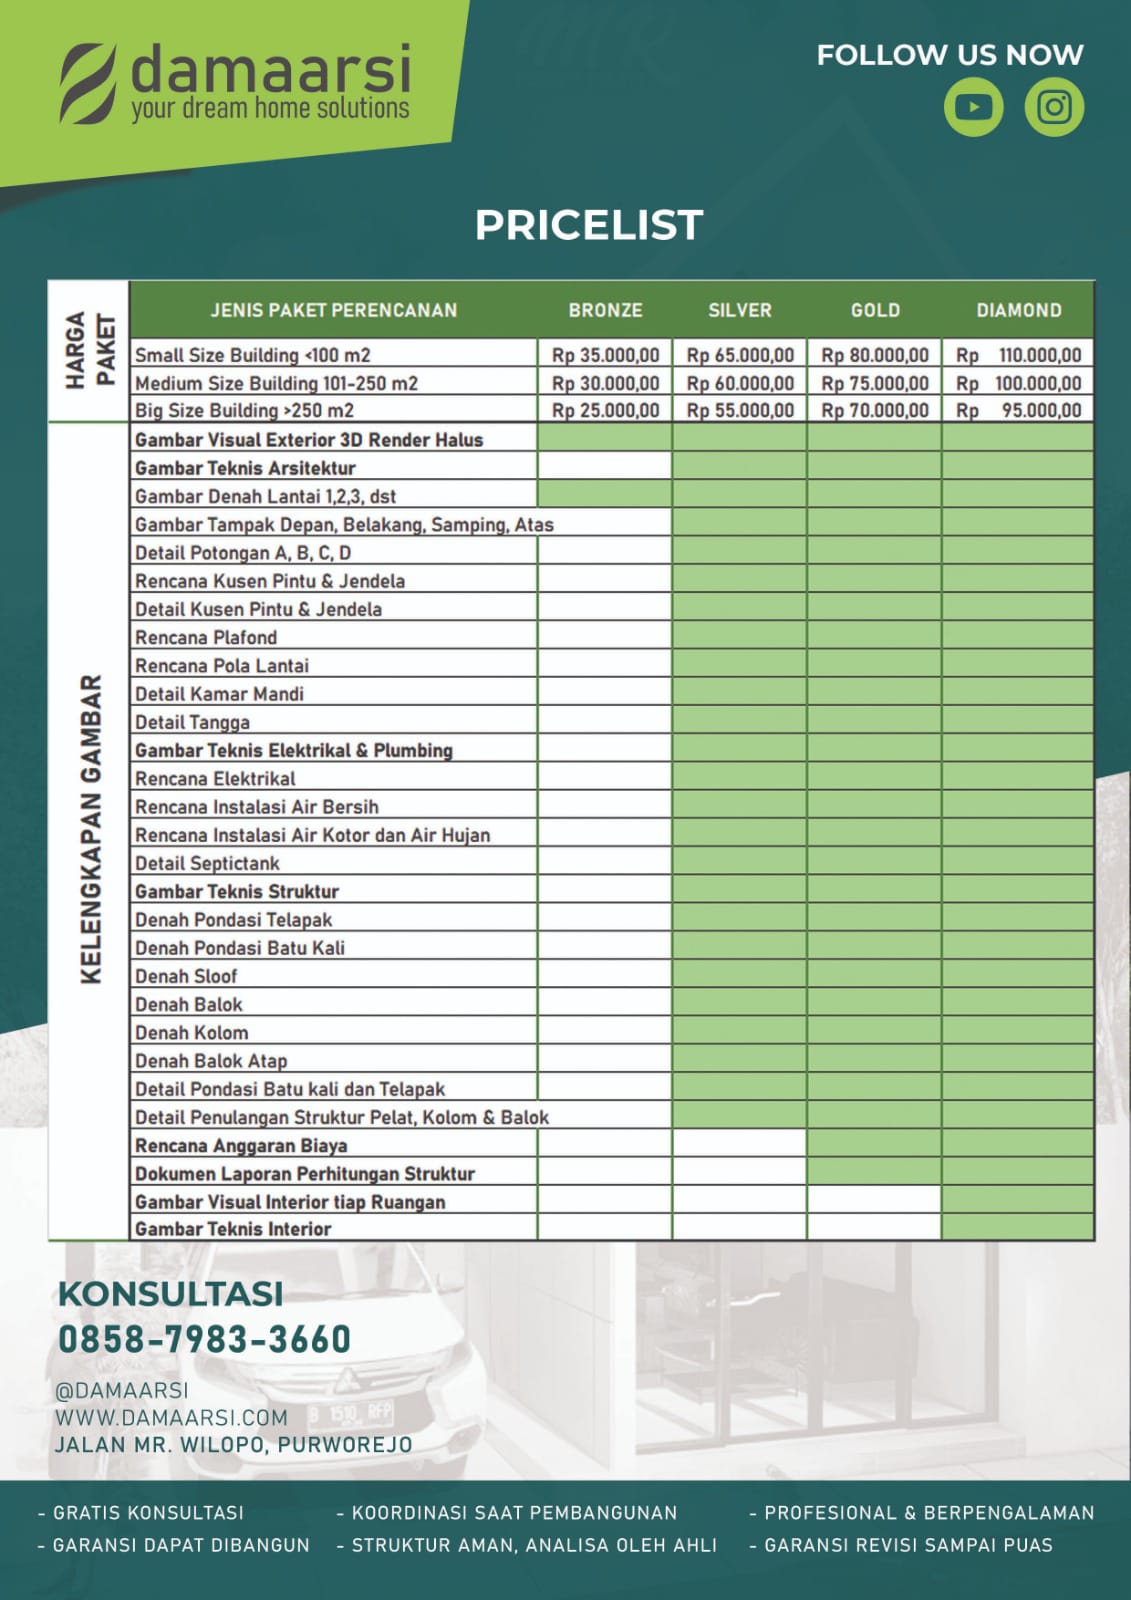 damaarsi
your dream home solutions
FOLLOW US NOW
PRICELIST
HARGA
PAKET
JENIS PAKET PERENCANAN BRONZE SILVER GOLD DIAMOND
Small Size Building <100 m2 Rp 35.000,00 Rp 65.000,00 Rp 80.000,00 Rp 110.000,00
Medium Size Building 101-250 m2 Rp 30.000,00 Rp 60.000,00 Rp 75.000,00 Rp 100.000,00
Big Size Building >250 m2 Rp 25.000,00 Rp 55.000,00 Rp 70.000,00 Rp 95.000,00
KELENGKAPAN GAMBAR
Gambar Visual Exterior 3D Render Halus
Gambar Teknis Arsitektur
Gambar Denah Lantai 1,2,3, dst
Gambar Tampak Depan, Belakang, Samping, Atas
Detail Potongan A, B, C, D
Rencana Kusen Pintu & Jendela
Detail Kusen Pintu & Jendela
Rencana Plafond
Rencana Pola Lantai
Detail Kamar Mandi
Detail Tangga
Gambar Teknis Elektrikal & Plumbing
Rencana Elektrikal
Rencana Instalasi Air Bersih
Rencana Instalasi Air Kotor dan Air Hujan
Detail Septictank
Gambar Teknis Struktur
Denah Pondasi Telapak
Denah Pondasi Batu Kali
Denah Sloof
Denah Balok
Denah Kolom
Denah Balok Atap
Detail Pondasi Batu kali dan Telapak
Detail Penulangan Struktur Pelat, Kolom & Balok
Rencana Anggaran Biaya
Dokumen Laporan Perhitungan Struktur
Gambar Visual Interior tiap Ruangan
Gambar Teknis Interior
KONSULTASI
0858-7983-3660
@DAMAARSI
WWW.DAMAARSI.COM
JALAN MR. WILOPO, PURWOREJO
B 1510 RFP
- GRATIS KONSULTASI - KOORDINASI SAAT PEMBANGUNAN - PROFESIONAL & BERPENGALAMAN
- GARANSI DAPAT DIBANGUN - STRUKTUR AMAN, ANALISA OLEH AHLI - GARANSI REVISI SAMPAI PUAS